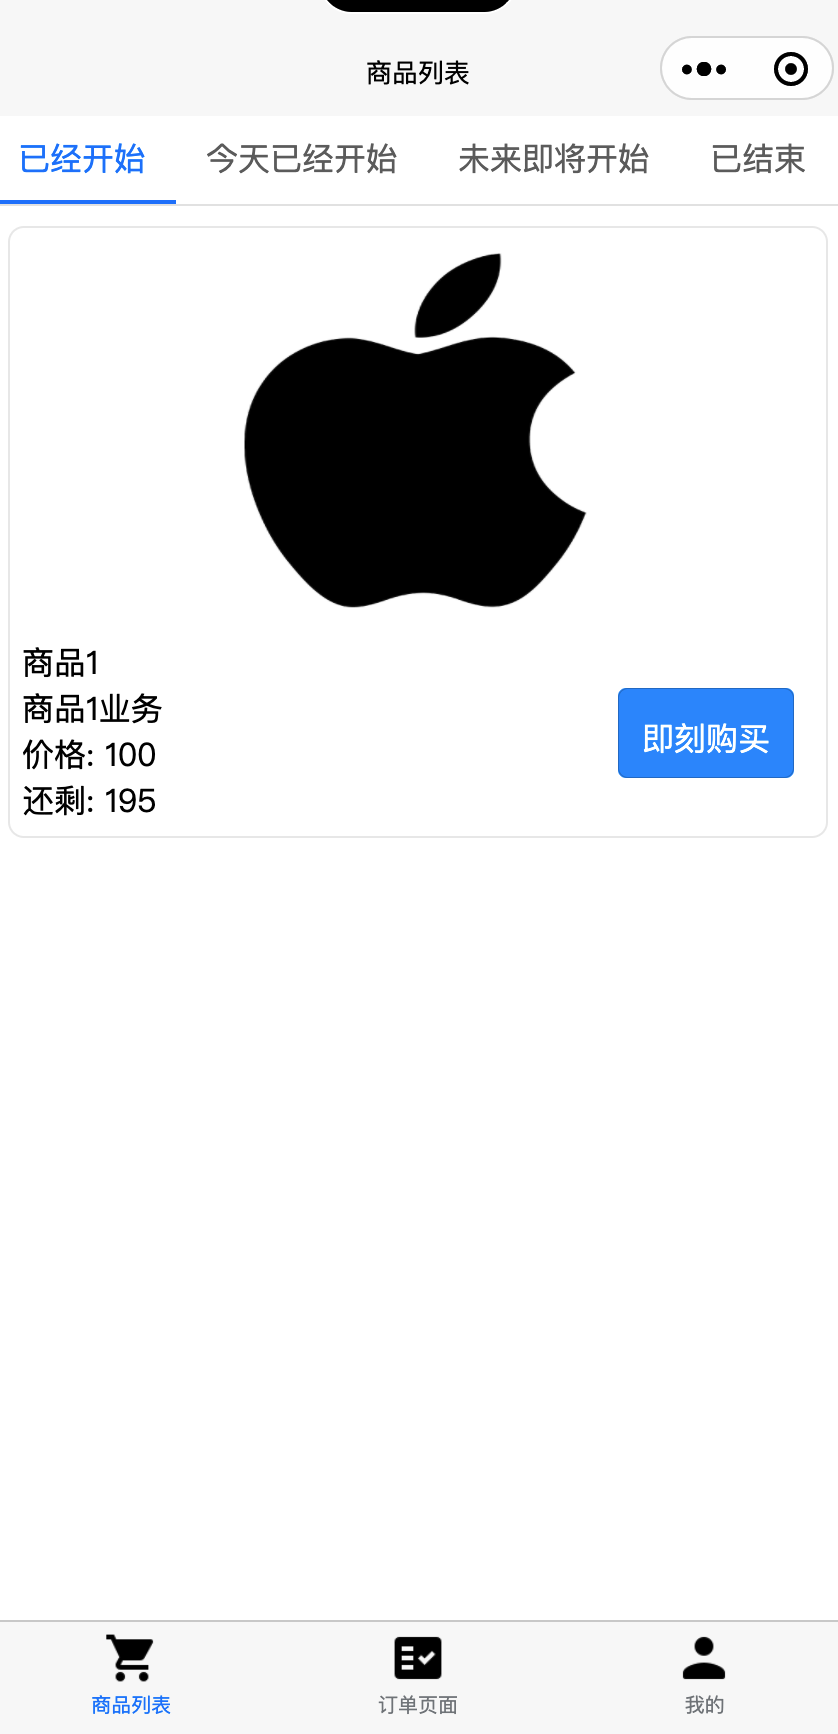 商品列表
已经开始 今天已经开始 未来即将开始 已结束
商品1
商品1业务
价格: 100
还剩: 195
即刻购买
商品列表 订单页面 我的